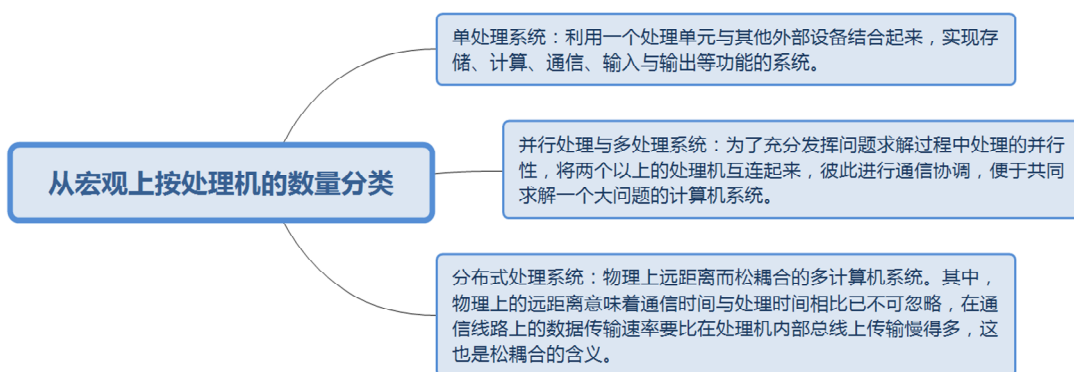 单处理系统：利用一个处理单元与其他外部设备结合起来，实现存
储、计算、通信、输入与输出等功能的系统。
从宏观上按处理机的数量分类
并行处理与多处理系统：为了充分发挥问题求解过程中处理的并行
性，将两个以上的处理机互连起来，彼此进行通信协调，便于共同
求解一个大问题的计算机系统。
分布式处理系统：物理上远距离而松耦合的多计算机系统。其中，
物理上的远距离意味着通信时间与处理时间相比已不可忽略，在通
信线路上的数据传输速率要比在处理机内部总线上传输慢得多，这
也是松耦合的含义。